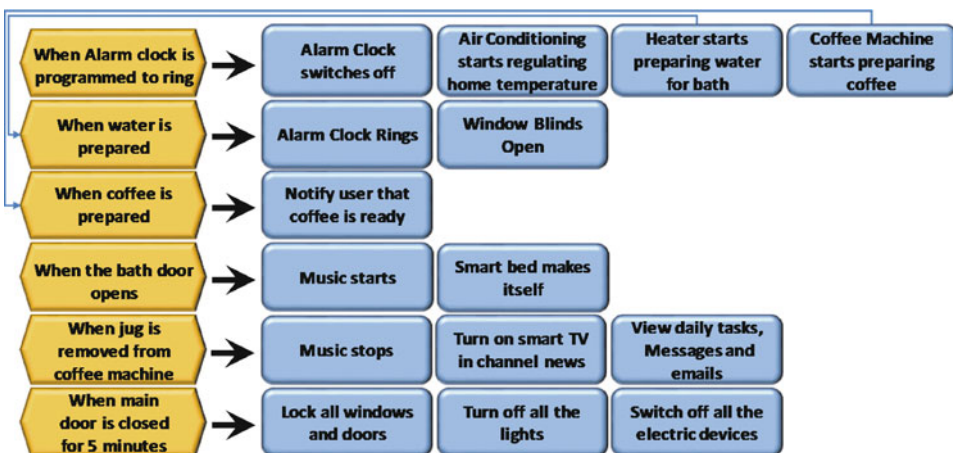 When Alarm clock is
programmed to ring
Alarm Clock
switches off
Air Conditioning
starts regulating
home temperature
Heater starts
preparing water
for bath
Coffee Machine
starts preparing
coffee
When water is
prepared
Alarm Clock Rings
Window Blinds
Open
When coffee is
prepared
Notify user that
coffee is ready
When the bath door
opens
Music starts
Smart bed makes
itself
When jug is
removed from
coffee machine
Music stops
Turn on smart TV
in channel news
View daily tasks,
Messages and
emails
When main
door is closed
for 5 minutes
Lock all windows
and doors
Turn off all the
lights
Switch off all the
electric devices